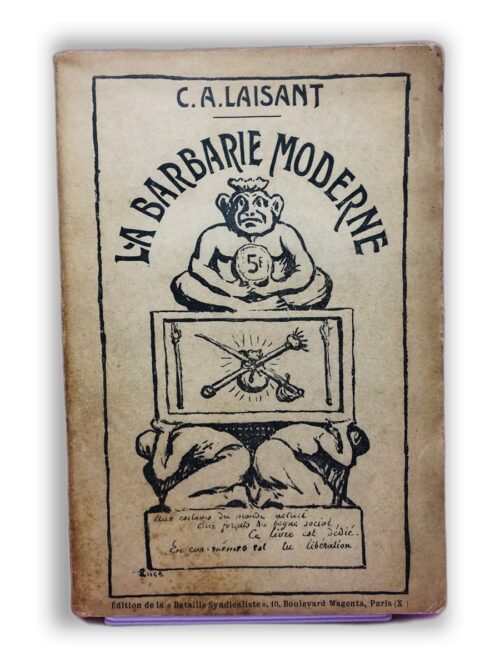 C.A.LAISANT
LA BARBARIE MODERNE
5c
Aux esclaves du monde actuel
Aux forçats du bagne social,
Ce livre est dédié.
En eux-mêmes est la libération.
Édition de la « Bataille Syndicaliste », 10, Boulevard Magenta, Paris (X )